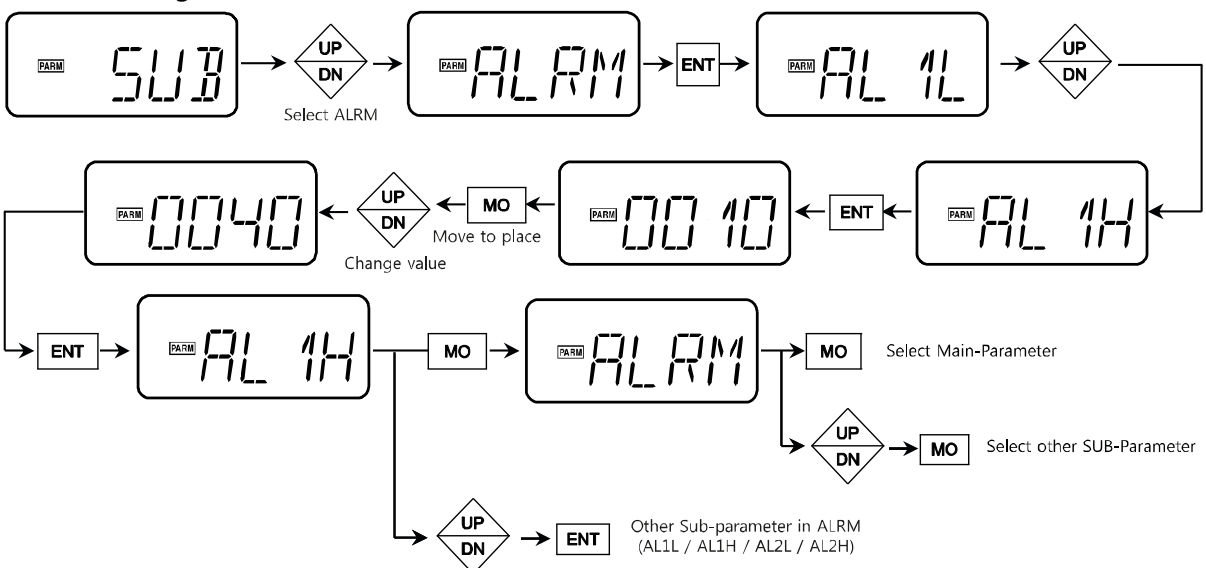 PARM SUB
UP
DN
Select ALRM
PARM ALRM
ENT
PARM AL 1L
UP
DN
PARM 0040
UP
DN
Change value
MO
Move to place
PARM 0010
ENT
PARM AL 1H
ENT
PARM AL 1H
MO
PARM ALRM
MO
Select Main-Parameter
UP
DN
MO
Select other SUB-Parameter
UP
DN
ENT
Other Sub-parameter in ALRM
(AL1L / AL1H / AL2L / AL2H)